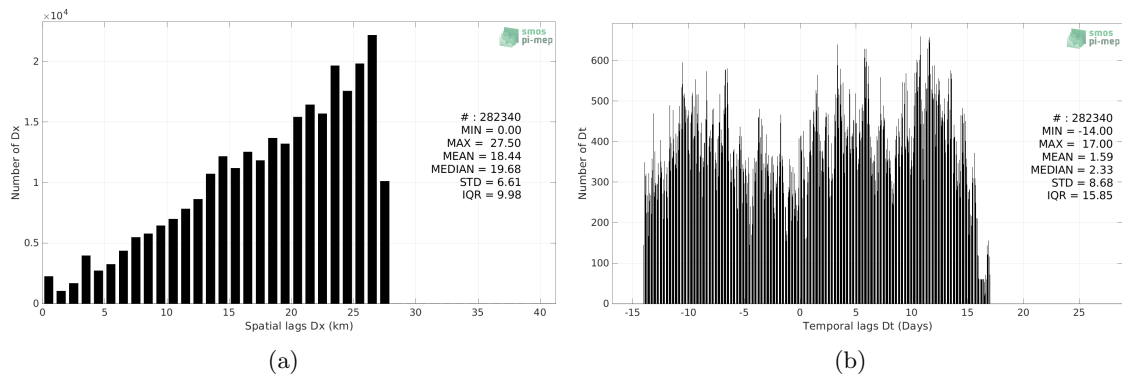 ×10⁴
smos
pi-mep
2
1.5
1
0.5
0
Number of Dx
# : 282340
MIN = 0.00
MAX = 27.50
MEAN = 18.44
MEDIAN = 19.68
STD = 6.61
IQR = 9.98
0 5 10 15 20 25 30 35 40
Spatial lags Dx (km)
(a)
smos
pi-mep
600
500
400
300
200
100
0
Number of Dt
# : 282340
MIN = -14.00
MAX = 17.00
MEAN = 1.59
MEDIAN = 2.33
STD = 8.68
IQR = 15.85
-15 -10 -5 0 5 10 15 20 25
Temporal lags Dt (Days)
(b)